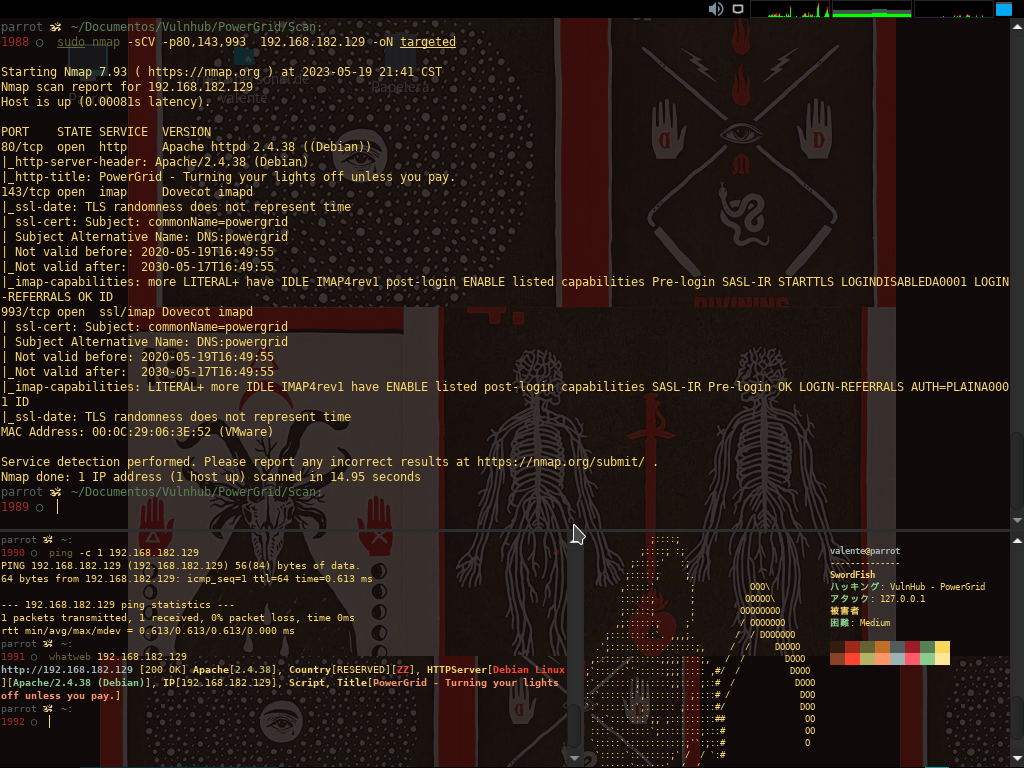 parrot ~/Documentos/Vulnhub/PowerGrid/Scan:
1988 ○ sudo nmap -sCV -p80,143,993 192.168.182.129 -oN targeted
Starting Nmap 7.93 ( https://nmap.org ) at 2023-05-19 21:41 CST
Nmap scan report for 192.168.182.129
Host is up (0.00081s latency).
PORT    STATE SERVICE  VERSION
80/tcp  open  http     Apache httpd 2.4.38 ((Debian))
|_http-server-header: Apache/2.4.38 (Debian)
|_http-title: PowerGrid - Turning your lights off unless you pay.
143/tcp open  imap     Dovecot imapd
|_ssl-date: TLS randomness does not represent time
| ssl-cert: Subject: commonName=powergrid
| Subject Alternative Name: DNS:powergrid
| Not valid before: 2020-05-19T16:49:55
|_Not valid after:  2030-05-17T16:49:55
|_imap-capabilities: more LITERAL+ have IDLE IMAP4rev1 post-login ENABLE listed capabilities Pre-login SASL-IR STARTTLS LOGINDISABLEDA0001 LOGIN
-REFERRALS OK ID
993/tcp open  ssl/imap Dovecot imapd
| ssl-cert: Subject: commonName=powergrid
| Subject Alternative Name: DNS:powergrid
| Not valid before: 2020-05-19T16:49:55
|_Not valid after:  2030-05-17T16:49:55
|_imap-capabilities: LITERAL+ more IDLE IMAP4rev1 have ENABLE listed post-login capabilities SASL-IR Pre-login OK LOGIN-REFERRALS AUTH=PLAINA000
1 ID
|_ssl-date: TLS randomness does not represent time
MAC Address: 00:0C:29:06:3E:52 (VMware)
Service detection performed. Please report any incorrect results at https://nmap.org/submit/ .
Nmap done: 1 IP address (1 host up) scanned in 14.95 seconds
parrot ~/Documentos/Vulnhub/PowerGrid/Scan:
1989 ○
parrot ~:
1990 ○ ping -c 1 192.168.182.129
PING 192.168.182.129 (192.168.182.129) 56(84) bytes of data.
64 bytes from 192.168.182.129: icmp_seq=1 ttl=64 time=0.613 ms
--- 192.168.182.129 ping statistics ---
1 packets transmitted, 1 received, 0% packet loss, time 0ms
rtt min/avg/max/mdev = 0.613/0.613/0.613/0.000 ms
parrot ~:
1991 ○ whatweb 192.168.182.129
http://192.168.182.129 [200 OK] Apache[2.4.38], Country[RESERVED][ZZ], HTTPServer[Debian Linux
][Apache/2.4.38 (Debian)], IP[192.168.182.129], Script, Title[PowerGrid - Turning your lights
off unless you pay.]
parrot ~:
1992 ○
valente@parrot
--------------
SwordFish
ハッキング: VulnHub - PowerGrid
アタック: 127.0.0.1
被害者
困難: Medium